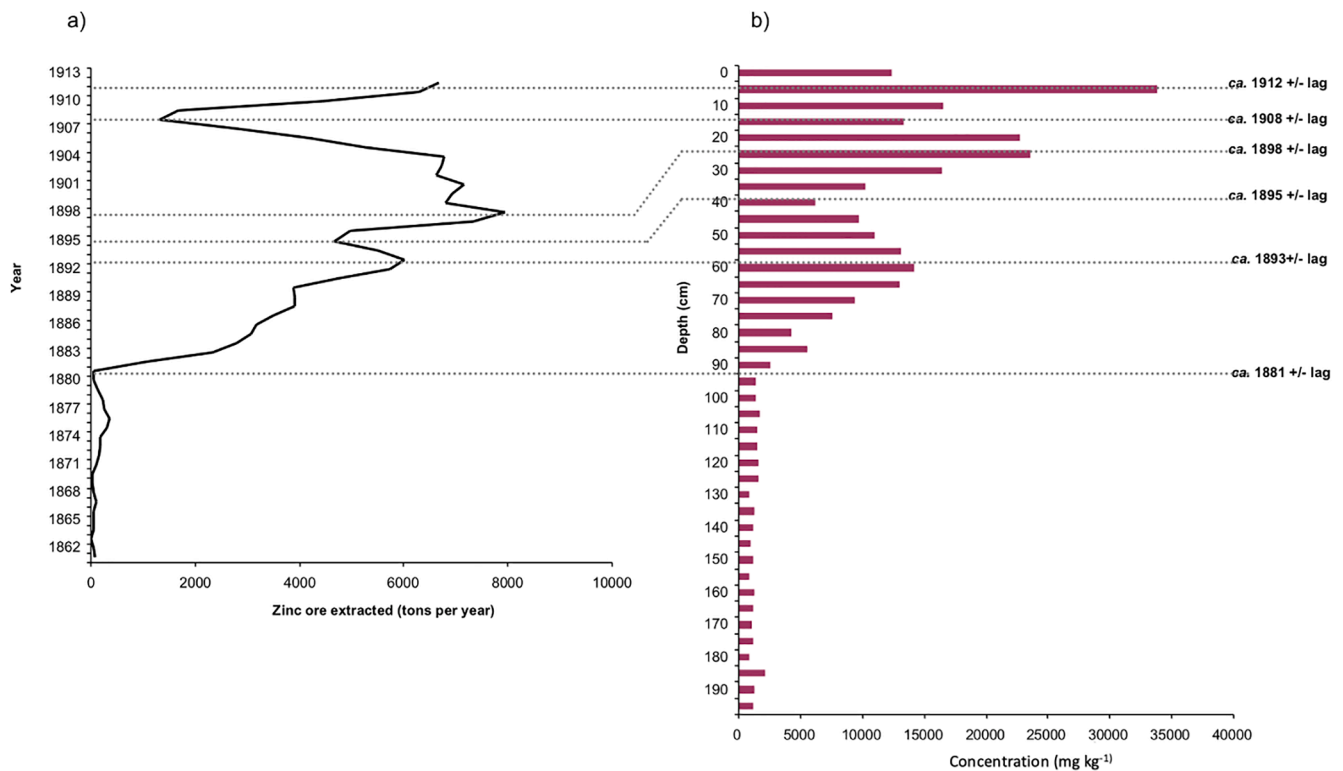 a)
1913
1910
1907
1904
1901
1898
1895
1892
1889
1886
1883
1880
1877
1874
1871
1868
1865
1862
Year
0 2000 4000 6000 8000 10000
Zinc ore extracted (tons per year)
b)
0
10
20
30
40
50
60
70
80
90
100
110
120
130
140
150
160
170
180
190
Depth (cm)
ca. 1912 +/- lag
ca. 1908 +/- lag
ca. 1898 +/- lag
ca. 1895 +/- lag
ca. 1893+/- lag
ca. 1881 +/- lag
0 5000 10000 15000 20000 25000 30000 35000 40000
Concentration (mg kg⁻¹)